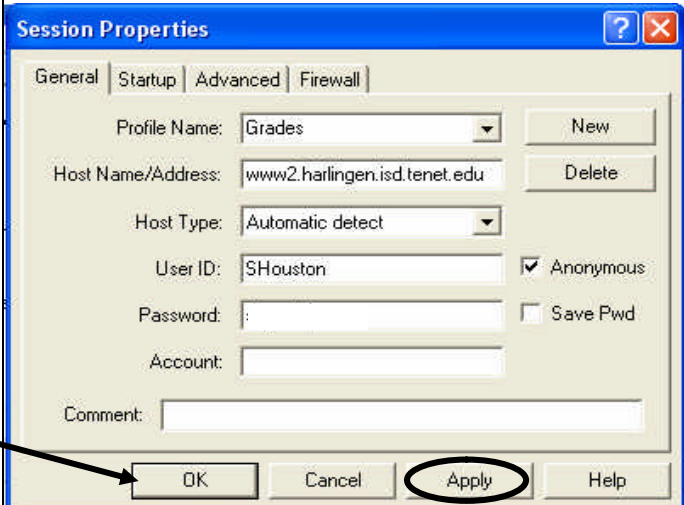 Session Properties
General Startup Advanced Firewall
Profile Name: Grades New
Host Name/Address: www2.harlingen.isd.tenet.edu Delete
Host Type: Automatic detect
User ID: SHouston Anonymous
Password: : Save Pwd
Account:
Comment:
OK Cancel Apply Help